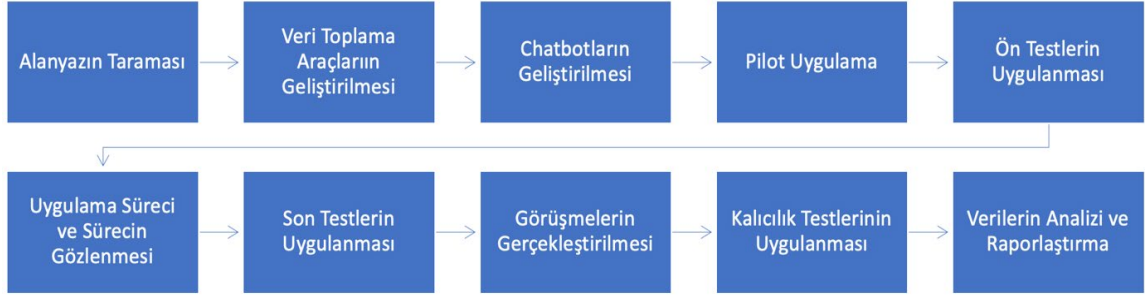 Alanyazın Taraması
Veri Toplama
Araçlarıın
Geliştirilmesi
Chatbotların
Geliştirilmesi
Pilot Uygulama
Ön Testlerin
Uygulanması
Uygulama Süreci
ve Sürecin
Gözlenmesi
Son Testlerin
Uygulanması
Görüşmelerin
Gerçekleştirilmesi
Kalıcılık Testlerinin
Uygulanması
Verilerin Analizi ve
Raporlaştırma